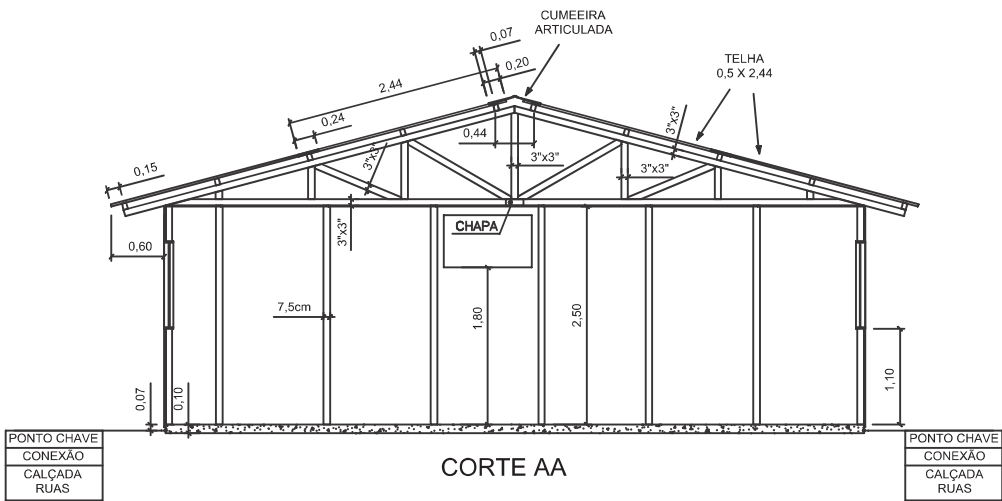 CUMEEIRA
ARTICULADA
0,07
0,20
2,44
TELHA
0,5 X 2,44
0,24
0,44
3"x3"
3"x3"
3"x3"
3"x3"
0,15
3"x3"
0,60
CHAPA
7,5cm
1,80
2,50
1,10
0,07
0,10
PONTO CHAVE
CONEXÃO
CALÇADA
RUAS
CORTE AA
PONTO CHAVE
CONEXÃO
CALÇADA
RUAS